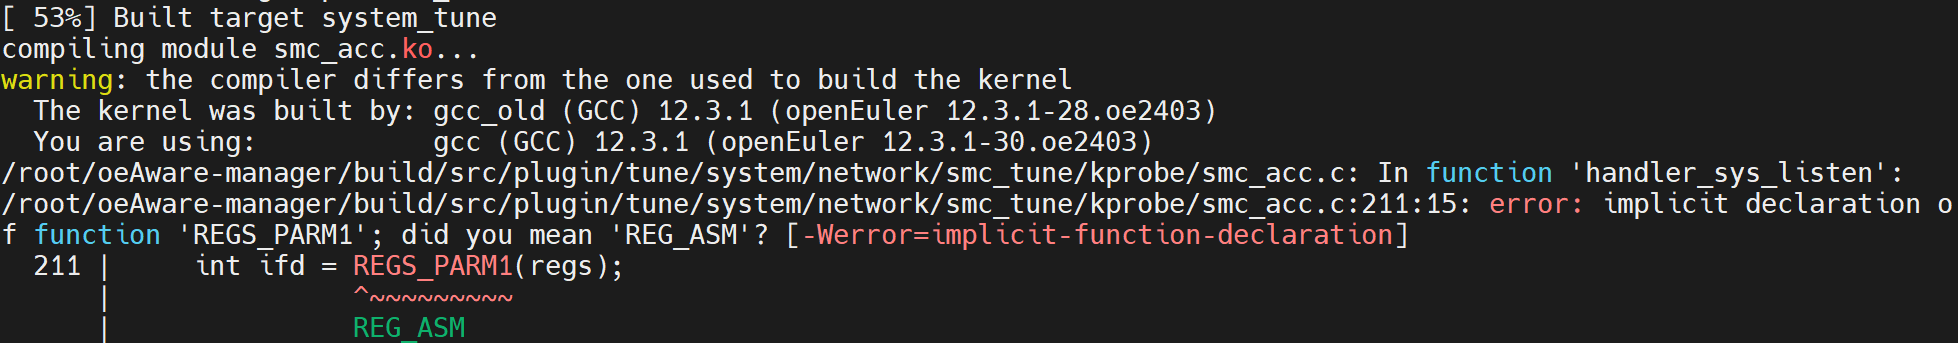 [ 53%] Built target system_tune
compiling module smc_acc.ko...
warning: the compiler differs from the one used to build the kernel
  The kernel was built by: gcc_old (GCC) 12.3.1 (openEuler 12.3.1-28.oe2403)
  You are using:           gcc (GCC) 12.3.1 (openEuler 12.3.1-30.oe2403)
/root/oeAware-manager/build/src/plugin/tune/system/network/smc_tune/kprobe/smc_acc.c: In function 'handler_sys_listen':
/root/oeAware-manager/build/src/plugin/tune/system/network/smc_tune/kprobe/smc_acc.c:211:15: error: implicit declaration o
f function 'REGS_PARM1'; did you mean 'REG_ASM'? [-Werror=implicit-function-declaration]
  211 |     int ifd = REGS_PARM1(regs);
      |               ^~~~~~~~~~
      |               REG_ASM